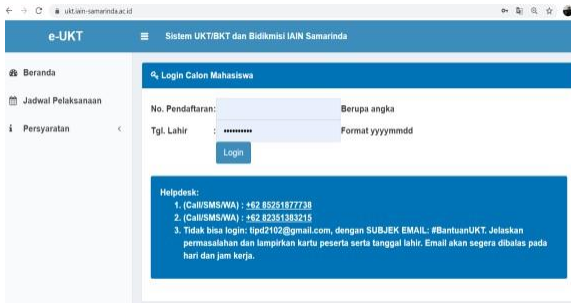 ukt.iain-samarinda.ac.id
e-UKT
Sistem UKT/BKT dan Bidikmisi IAIN Samarinda
Beranda
Jadwal Pelaksanaan
Persyaratan
Login Calon Mahasiswa
No. Pendaftaran:
Berupa angka
Tgl. Lahir :
••••••••••
Format yyyymmdd
Login
Helpdesk:
1. (Call/SMS/WA) : +62 85251877738
2. (Call/SMS/WA) : +62 82351383215
3. Tidak bisa login: tipd2102@gmail.com, dengan SUBJEK EMAIL: #BantuanUKT. Jelaskan
permasalahan dan lampirkan kartu peserta serta tanggal lahir. Email akan segera dibalas pada
hari dan jam kerja.